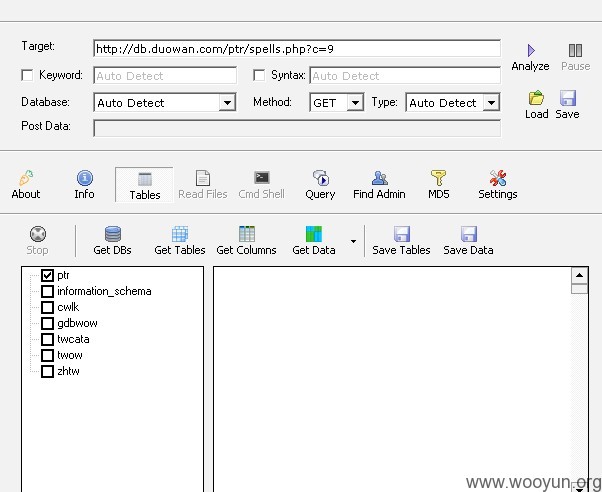 Target: http://db.duowan.com/ptr/spells.php?c=9
Analyze Pause
Keyword: Auto Detect Syntax: Auto Detect
Database: Auto Detect Method: GET Type: Auto Detect
Load Save
Post Data:
About Info Tables Read Files Cmd Shell Query Find Admin MD5 Settings
Stop Get DBs Get Tables Get Columns Get Data Save Tables Save Data
ptr
information_schema
cwlk
gdbwow
twcata
twow
zhtw
www.wooyun.org